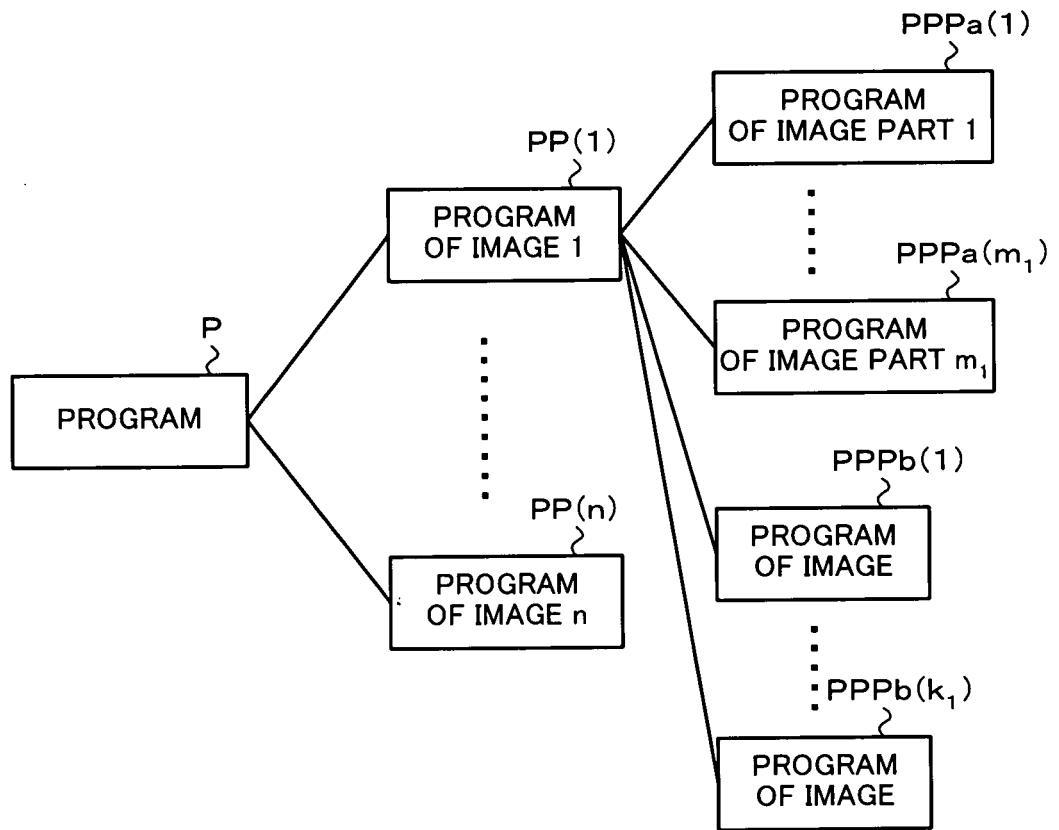 PPPa(1)
PROGRAM
OF IMAGE PART 1
PP(1)
PROGRAM
OF IMAGE 1
PPPa(m₁)
PROGRAM
OF IMAGE PART m₁
P
PROGRAM
PPPb(1)
PROGRAM
OF IMAGE
PP(n)
PROGRAM
OF IMAGE n
PPPb(k₁)
PROGRAM
OF IMAGE